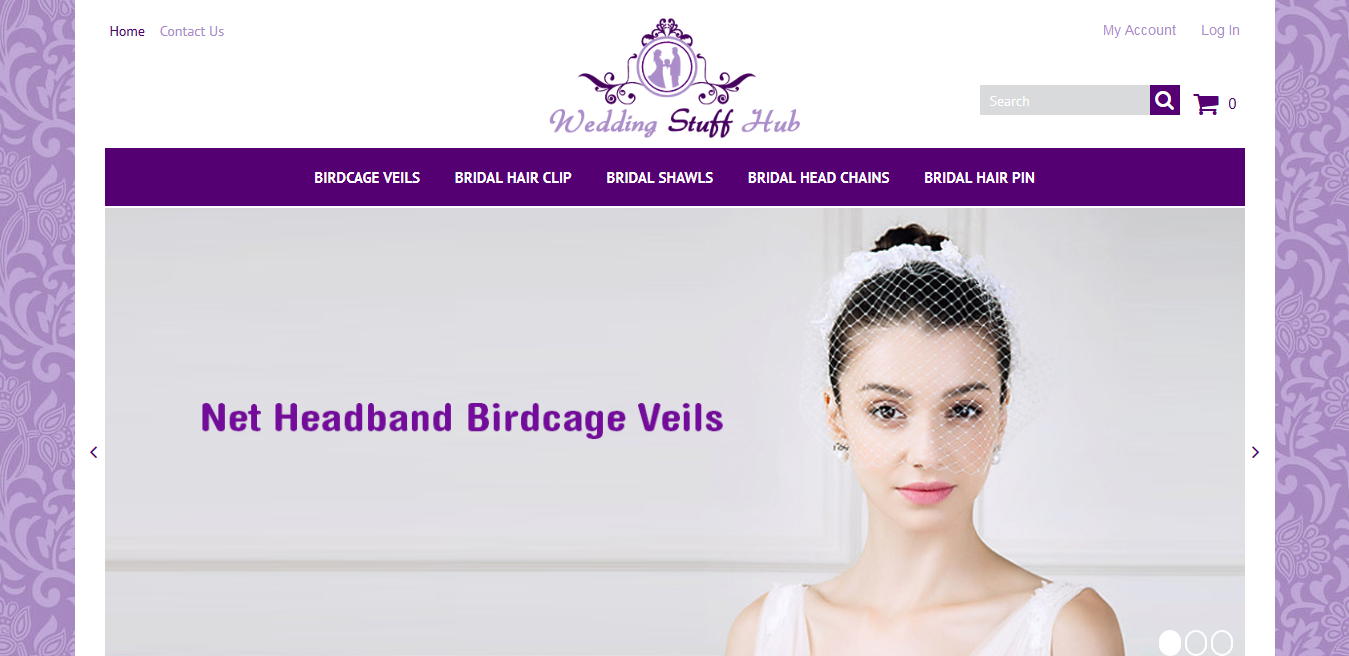 Home Contact Us
My Account Log In
Wedding Stuff Hub
Search
0
BIRDCAGE VEILS BRIDAL HAIR CLIP BRIDAL SHAWLS BRIDAL HEAD CHAINS BRIDAL HAIR PIN
Net Headband Birdcage Veils